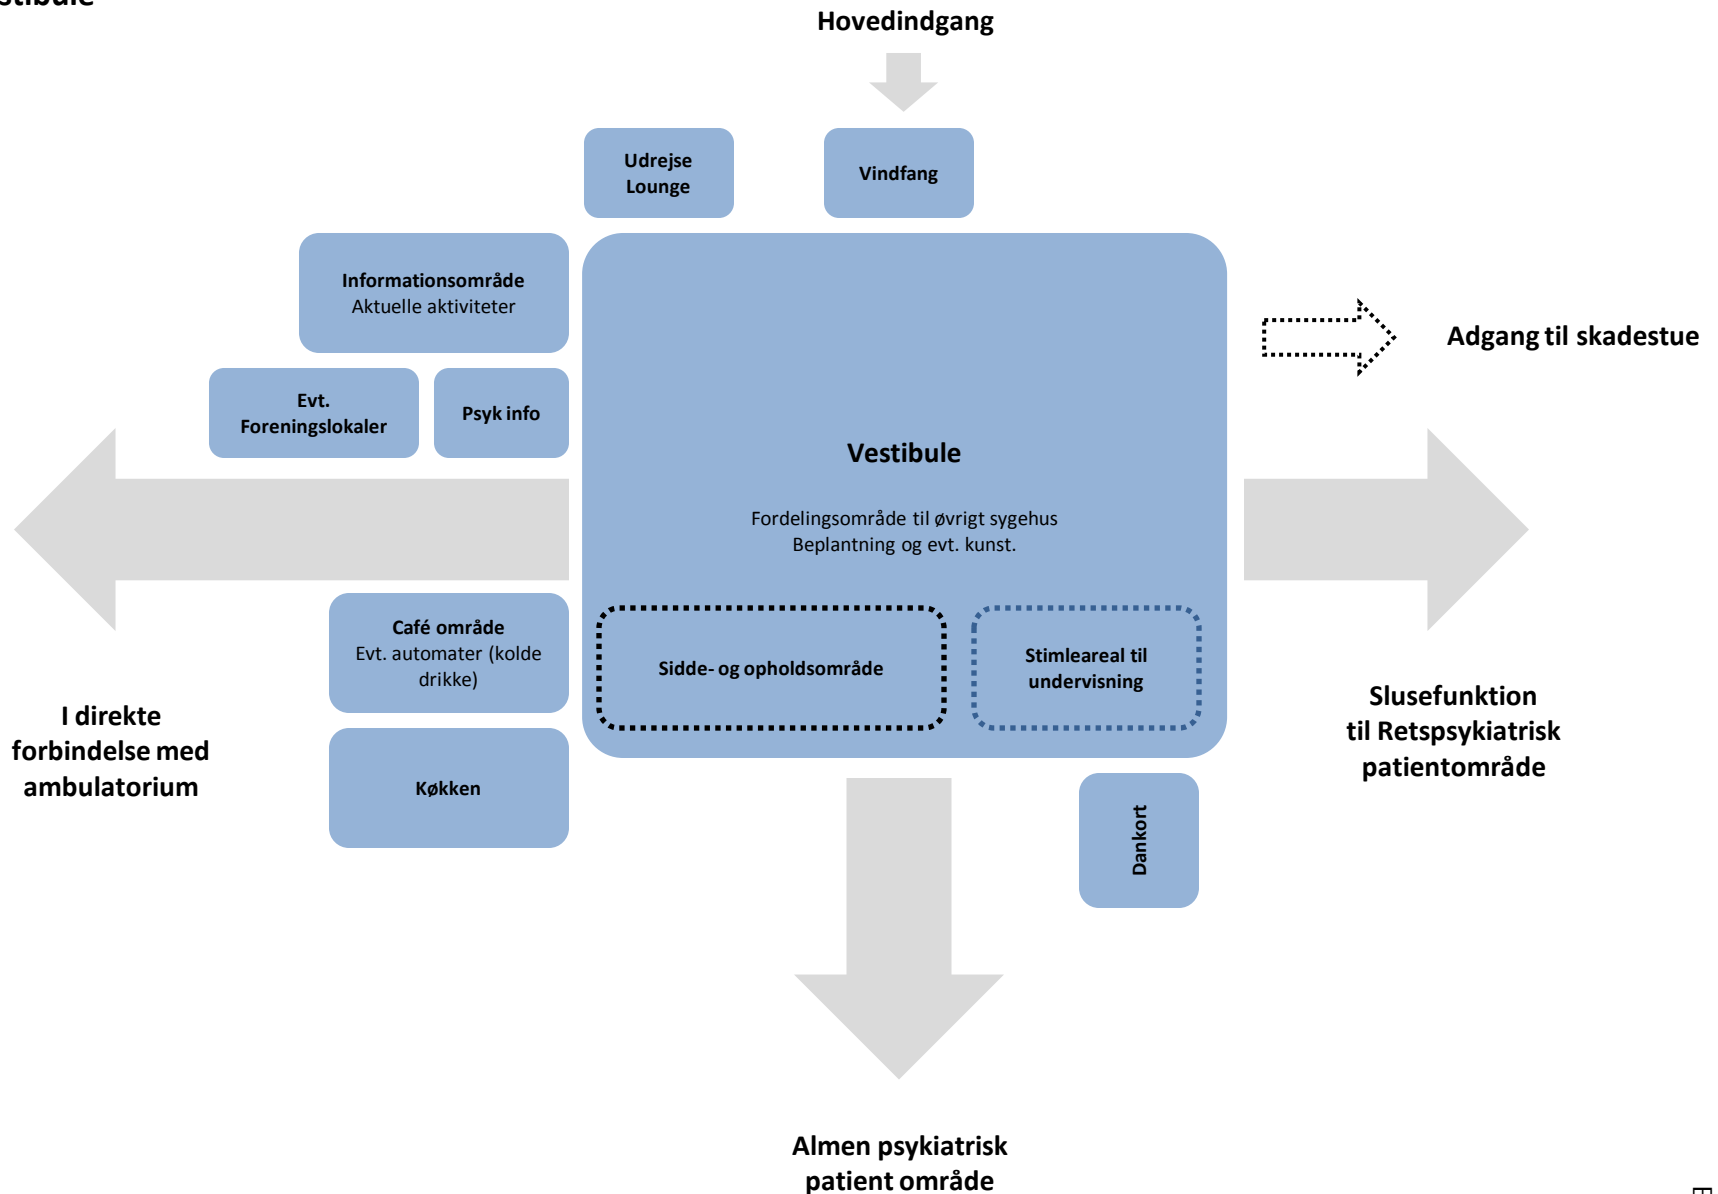 stibule
Hovedindgang
Udrejse
Lounge
Vindfang
Informationsområde
Aktuelle aktiviteter
Adgang til skadestue
Evt.
Foreningslokaler
Psyk info
Vestibule
Fordelingsområde til øvrigt sygehus
Beplantning og evt. kunst.
Café område
Evt. automater (kolde
drikke)
Sidde- og opholdsområde
Stimleareal til
undervisning
I direkte
forbindelse med
ambulatorium
Slusefunktion
til Retspsykiatrisk
patientområde
Køkken
Dankort
Almen psykiatrisk
patient område